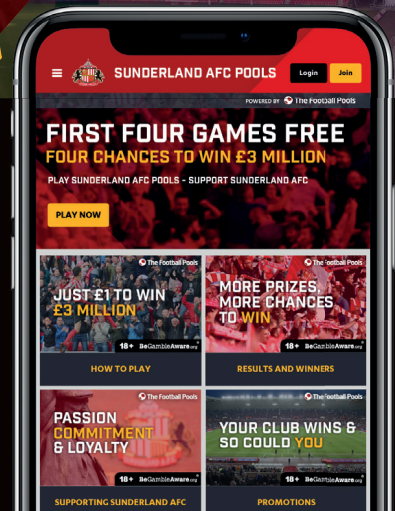 SUNDERLAND AFC POOLS
Login
Join
POWERED BY The Football Pools
FIRST FOUR GAMES FREE
FOUR CHANCES TO WIN £3 MILLION
PLAY SUNDERLAND AFC POOLS - SUPPORT SUNDERLAND AFC
PLAY NOW
The Football Pools
JUST £1 TO WIN
£3 MILLION
18+ BeGambleAware.org
HOW TO PLAY
The Football Pools
MORE PRIZES,
MORE CHANCES
TO WIN
18+ BeGambleAware.org
RESULTS AND WINNERS
The Football Pools
PASSION
COMMITMENT
& LOYALTY
18+ BeGambleAware.org
SUPPORTING SUNDERLAND AFC
The Football Pools
YOUR CLUB WINS &
SO COULD YOU
18+ BeGambleAware.org
PROMOTIONS